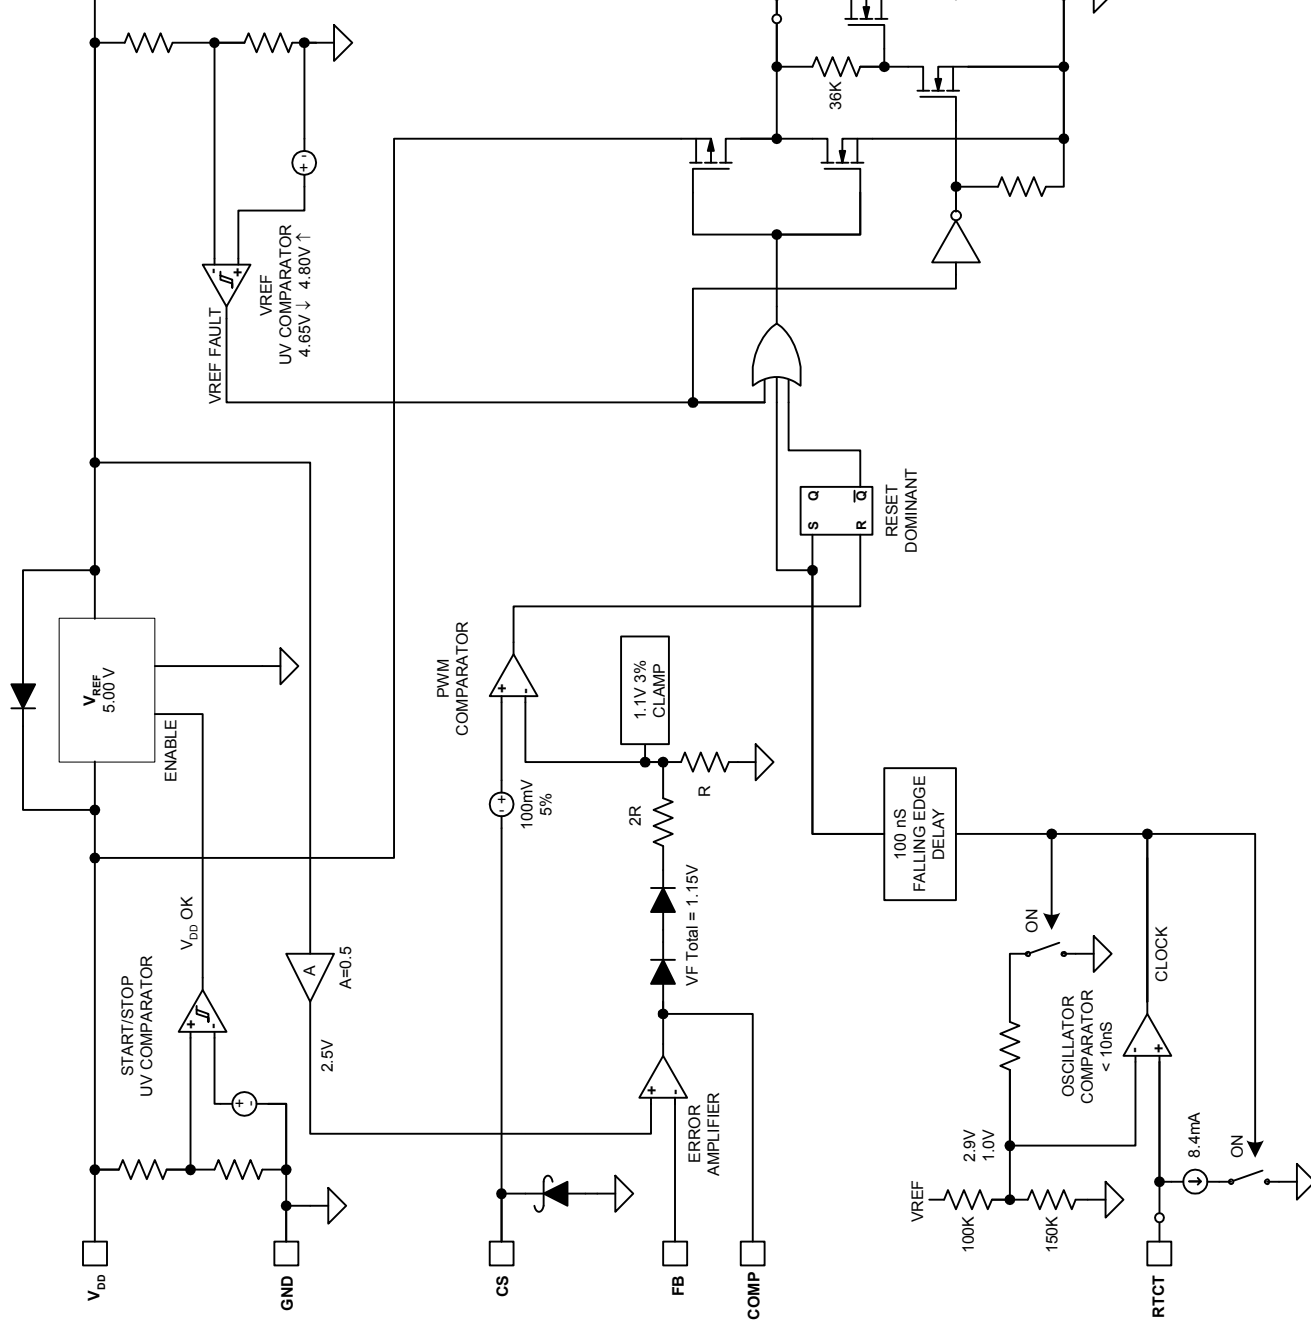 V_DD
GND
CS
FB
COMP
RTCT
START/STOP
UV COMPARATOR
+
-
+
-
V_DD OK
ENABLE
V_REF
5.00 V
VREF FAULT
-
+
VREF
UV COMPARATOR
4.65V ↓ 4.80V ↑
+
-
A
A=0.5
2.5V
ERROR
AMPLIFIER
+
-
VF Total = 1.15V
2R
R
1.1V 3%
CLAMP
100mV
5%
-
+
PWM
COMPARATOR
+
-
S
Q
R
Q̅
RESET
DOMINANT
36K
100 nS
FALLING EDGE
DELAY
ON
OSCILLATOR
COMPARATOR
< 10nS
-
+
CLOCK
2.9V
1.0V
VREF
100K
150K
8.4mA
ON